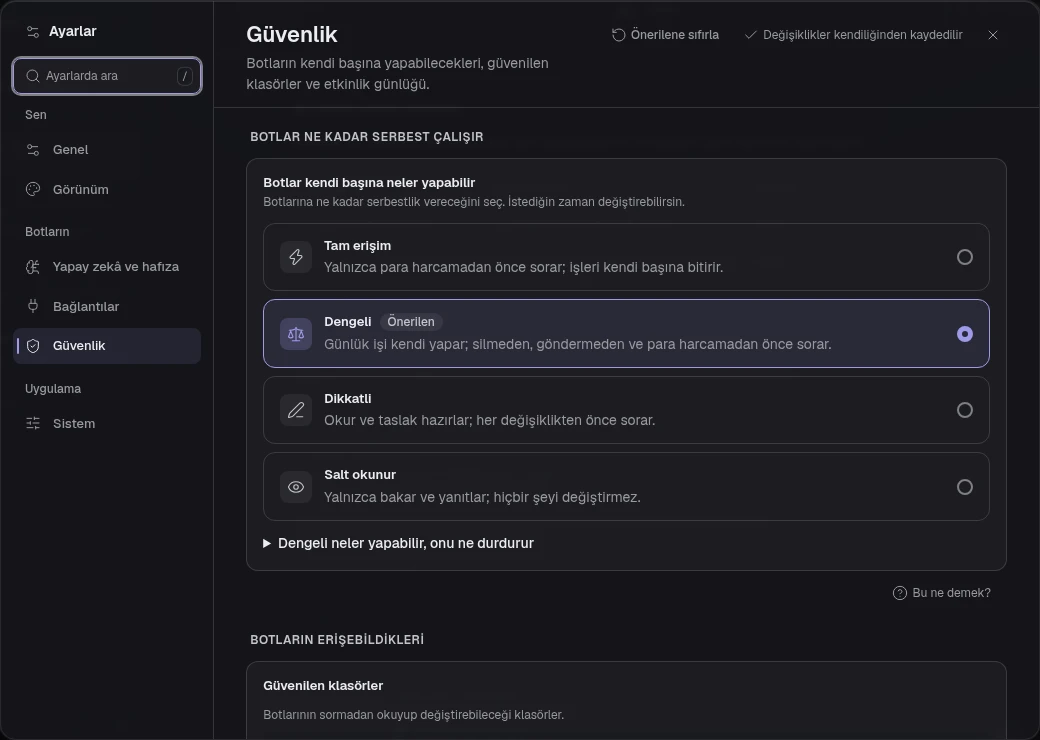 Ayarlar
Ayarlarda ara /
Sen
Genel
Görünüm
Botların
Yapay zekâ ve hafıza
Bağlantılar
Güvenlik
Uygulama
Sistem
Güvenlik
Önerilene sıfırla
Değişiklikler kendiliğinden kaydedilir
Botların kendi başına yapabilecekleri, güvenilen
klasörler ve etkinlik günlüğü.
BOTLAR NE KADAR SERBEST ÇALIŞIR
Botlar kendi başına neler yapabilir
Botlarına ne kadar serbestlik vereceğini seç. İstediğin zaman değiştirebilirsin.
Tam erişim
Yalnızca para harcamadan önce sorar; işleri kendi başına bitirir.
Dengeli Önerilen
Günlük işi kendi yapar; silmeden, göndermeden ve para harcamadan önce sorar.
Dikkatli
Okur ve taslak hazırlar; her değişiklikten önce sorar.
Salt okunur
Yalnızca bakar ve yanıtlar; hiçbir şeyi değiştirmez.
Dengeli neler yapabilir, onu ne durdurur
Bu ne demek?
BOTLARIN ERİŞEBİLDİKLERİ
Güvenilen klasörler
Botlarının sormadan okuyup değiştirebileceği klasörler.